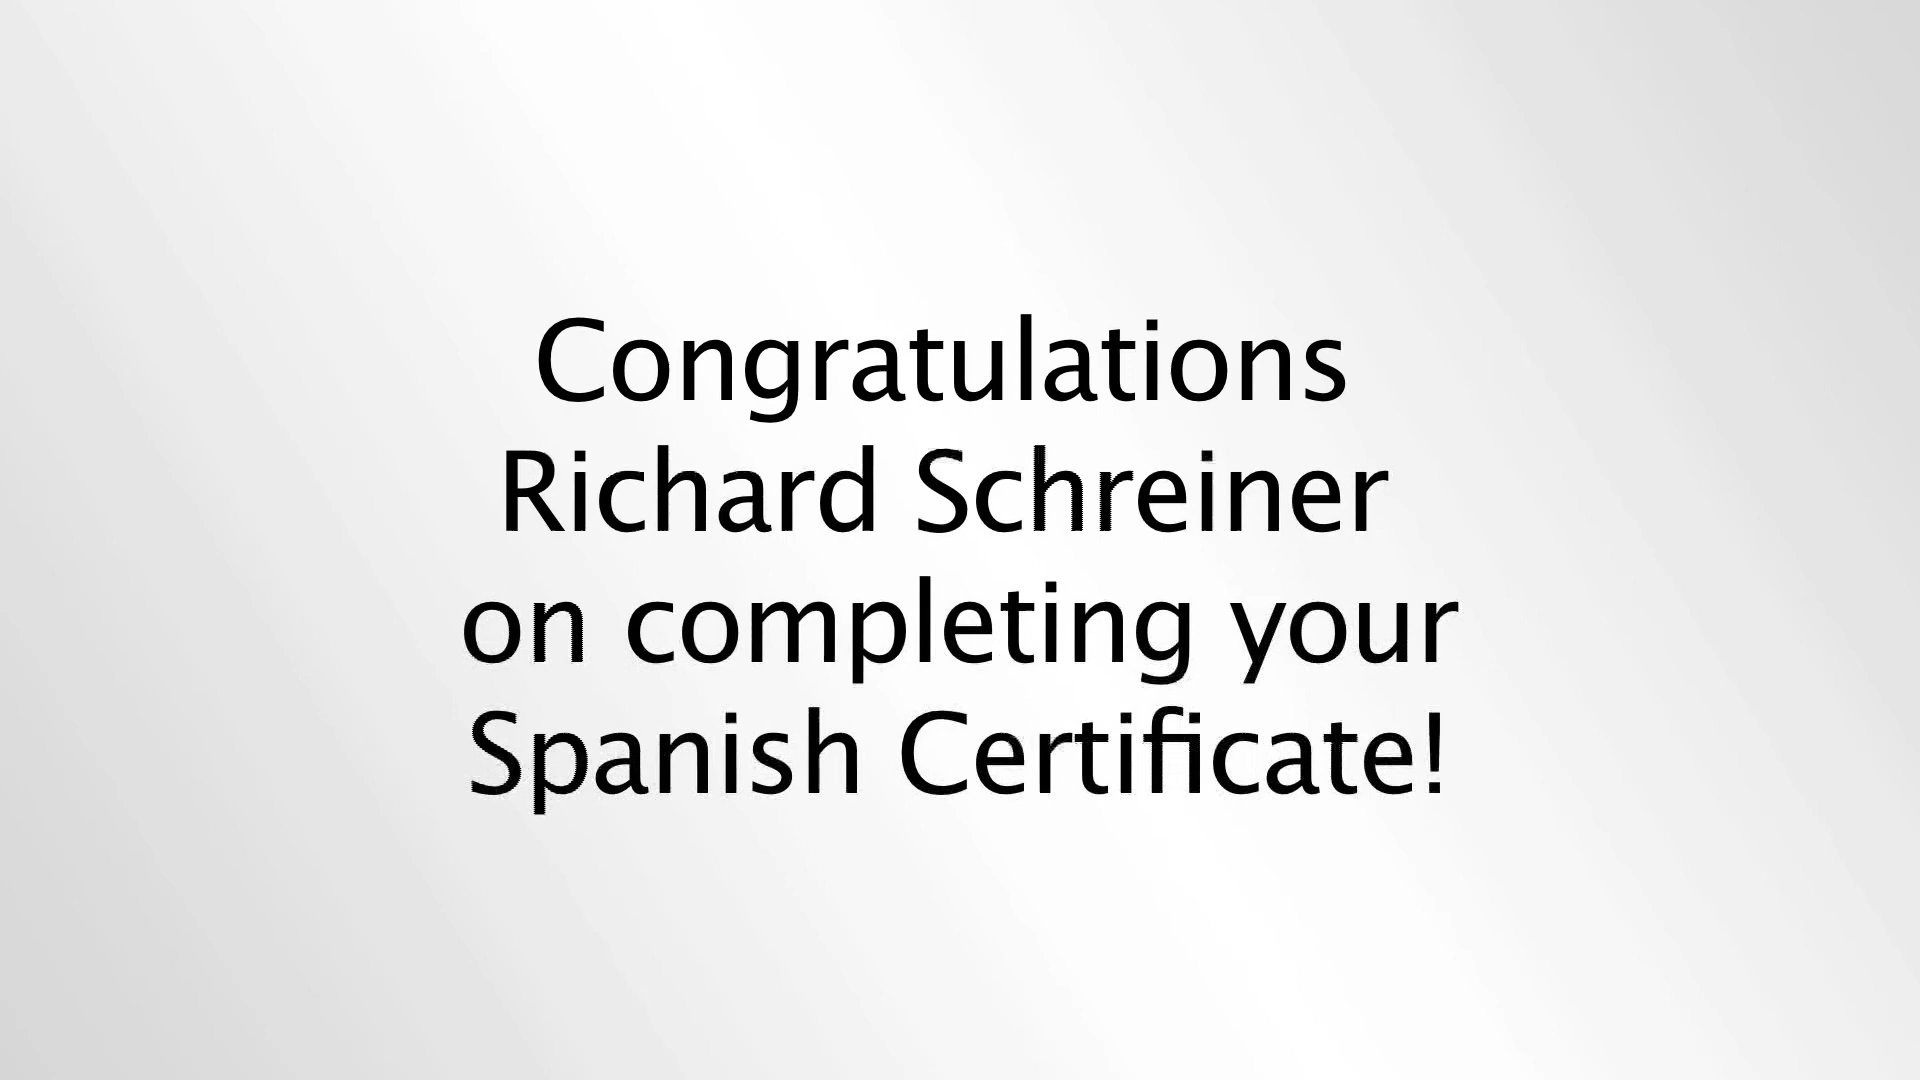 Congratulations
Richard Schreiner
on completing your
Spanish Certificate!